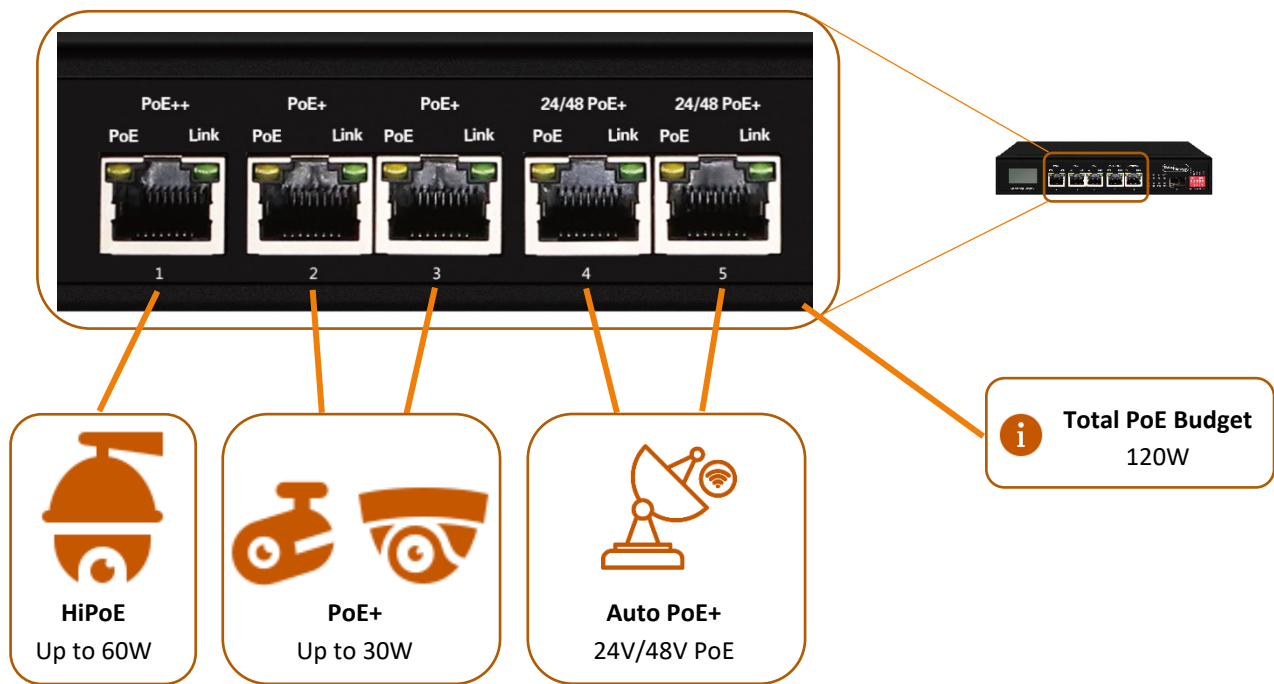 PoE++ PoE+ PoE+ 24/48 PoE+ 24/48 PoE+
PoE Link PoE Link PoE Link PoE Link PoE Link
1 2 3 4 5
i
Total PoE Budget
120W
HiPoE
Up to 60W
PoE+
Up to 30W
Auto PoE+
24V/48V PoE